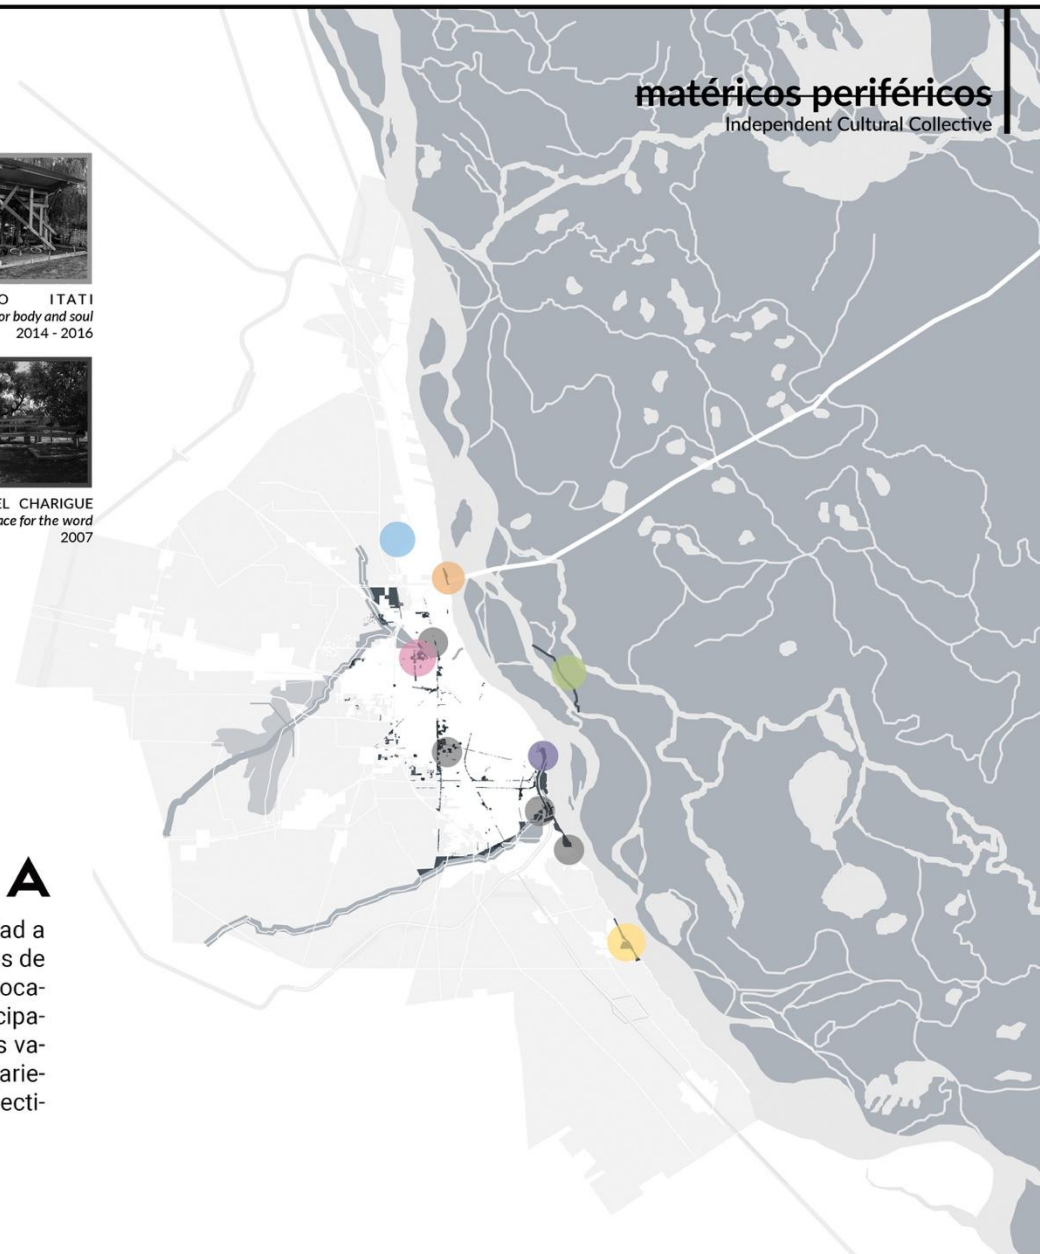 matéricos periféricos
Independent Cultural Collective
O ITATI
or body and soul
2014 - 2016
EL CHARIGUE
ace for the word
2007
A
ad a
s de
oca-
cipa-
s va-
arie-
ecti-